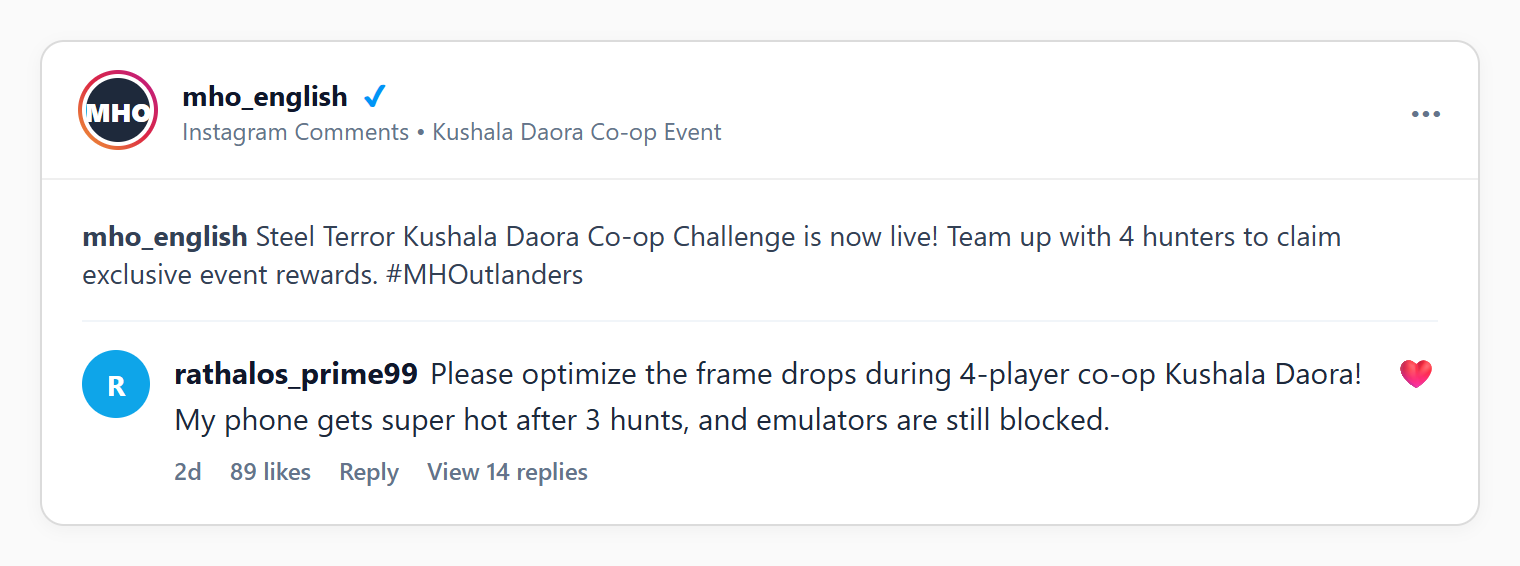 MHO
mho_english
Instagram Comments • Kushala Daora Co-op Event
mho_english Steel Terror Kushala Daora Co-op Challenge is now live! Team up with 4 hunters to claim
exclusive event rewards. #MHOutlanders
R
rathalos_prime99 Please optimize the frame drops during 4-player co-op Kushala Daora!
My phone gets super hot after 3 hunts, and emulators are still blocked.
2d 89 likes Reply View 14 replies